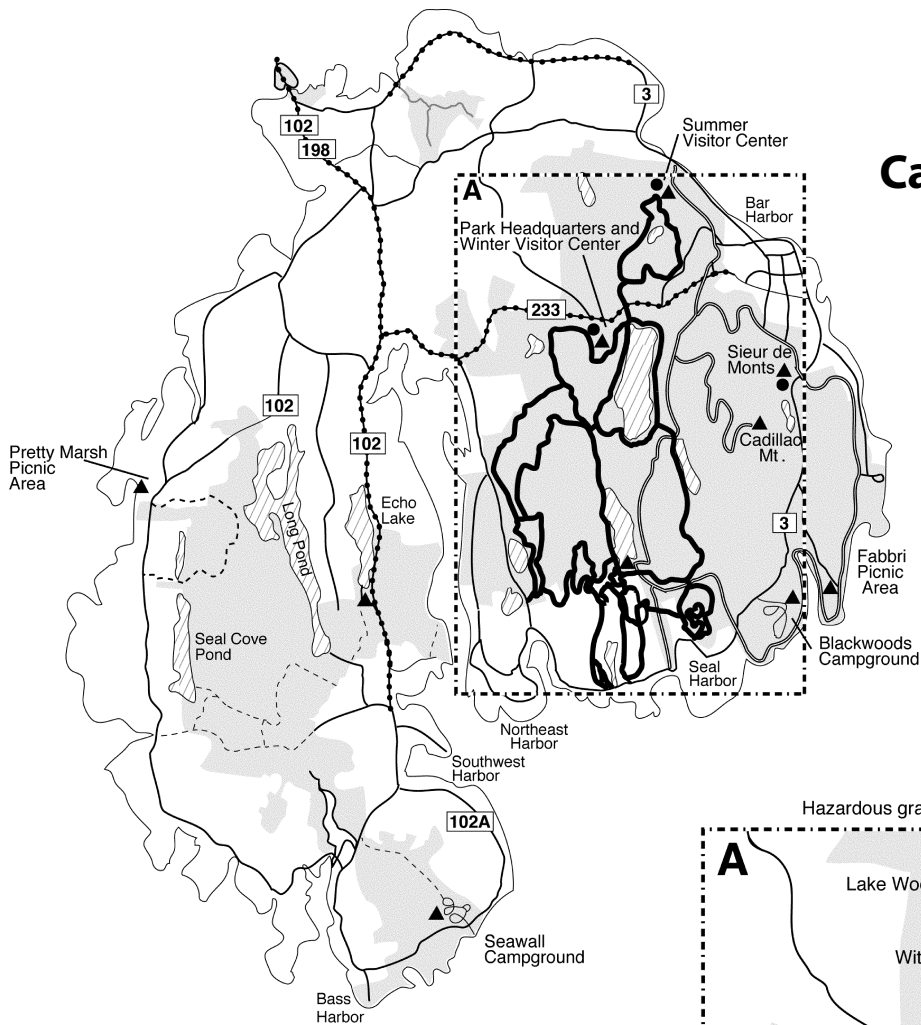 3
102
198
Summer
Visitor Center
Ca
A
Bar
Harbor
Park Headquarters and
Winter Visitor Center
233
Sieur de
Monts
102
102
Cadillac
Mt.
Pretty Marsh
Picnic
Area
Echo
Lake
Long Pond
3
Fabbri
Picnic
Area
Seal Cove
Pond
Blackwoods
Campground
Seal
Harbor
Northeast
Harbor
Southwest
Harbor
102A
Hazardous gra
A
Lake Woo
Wit
Seawall
Campground
Bass
Harbor